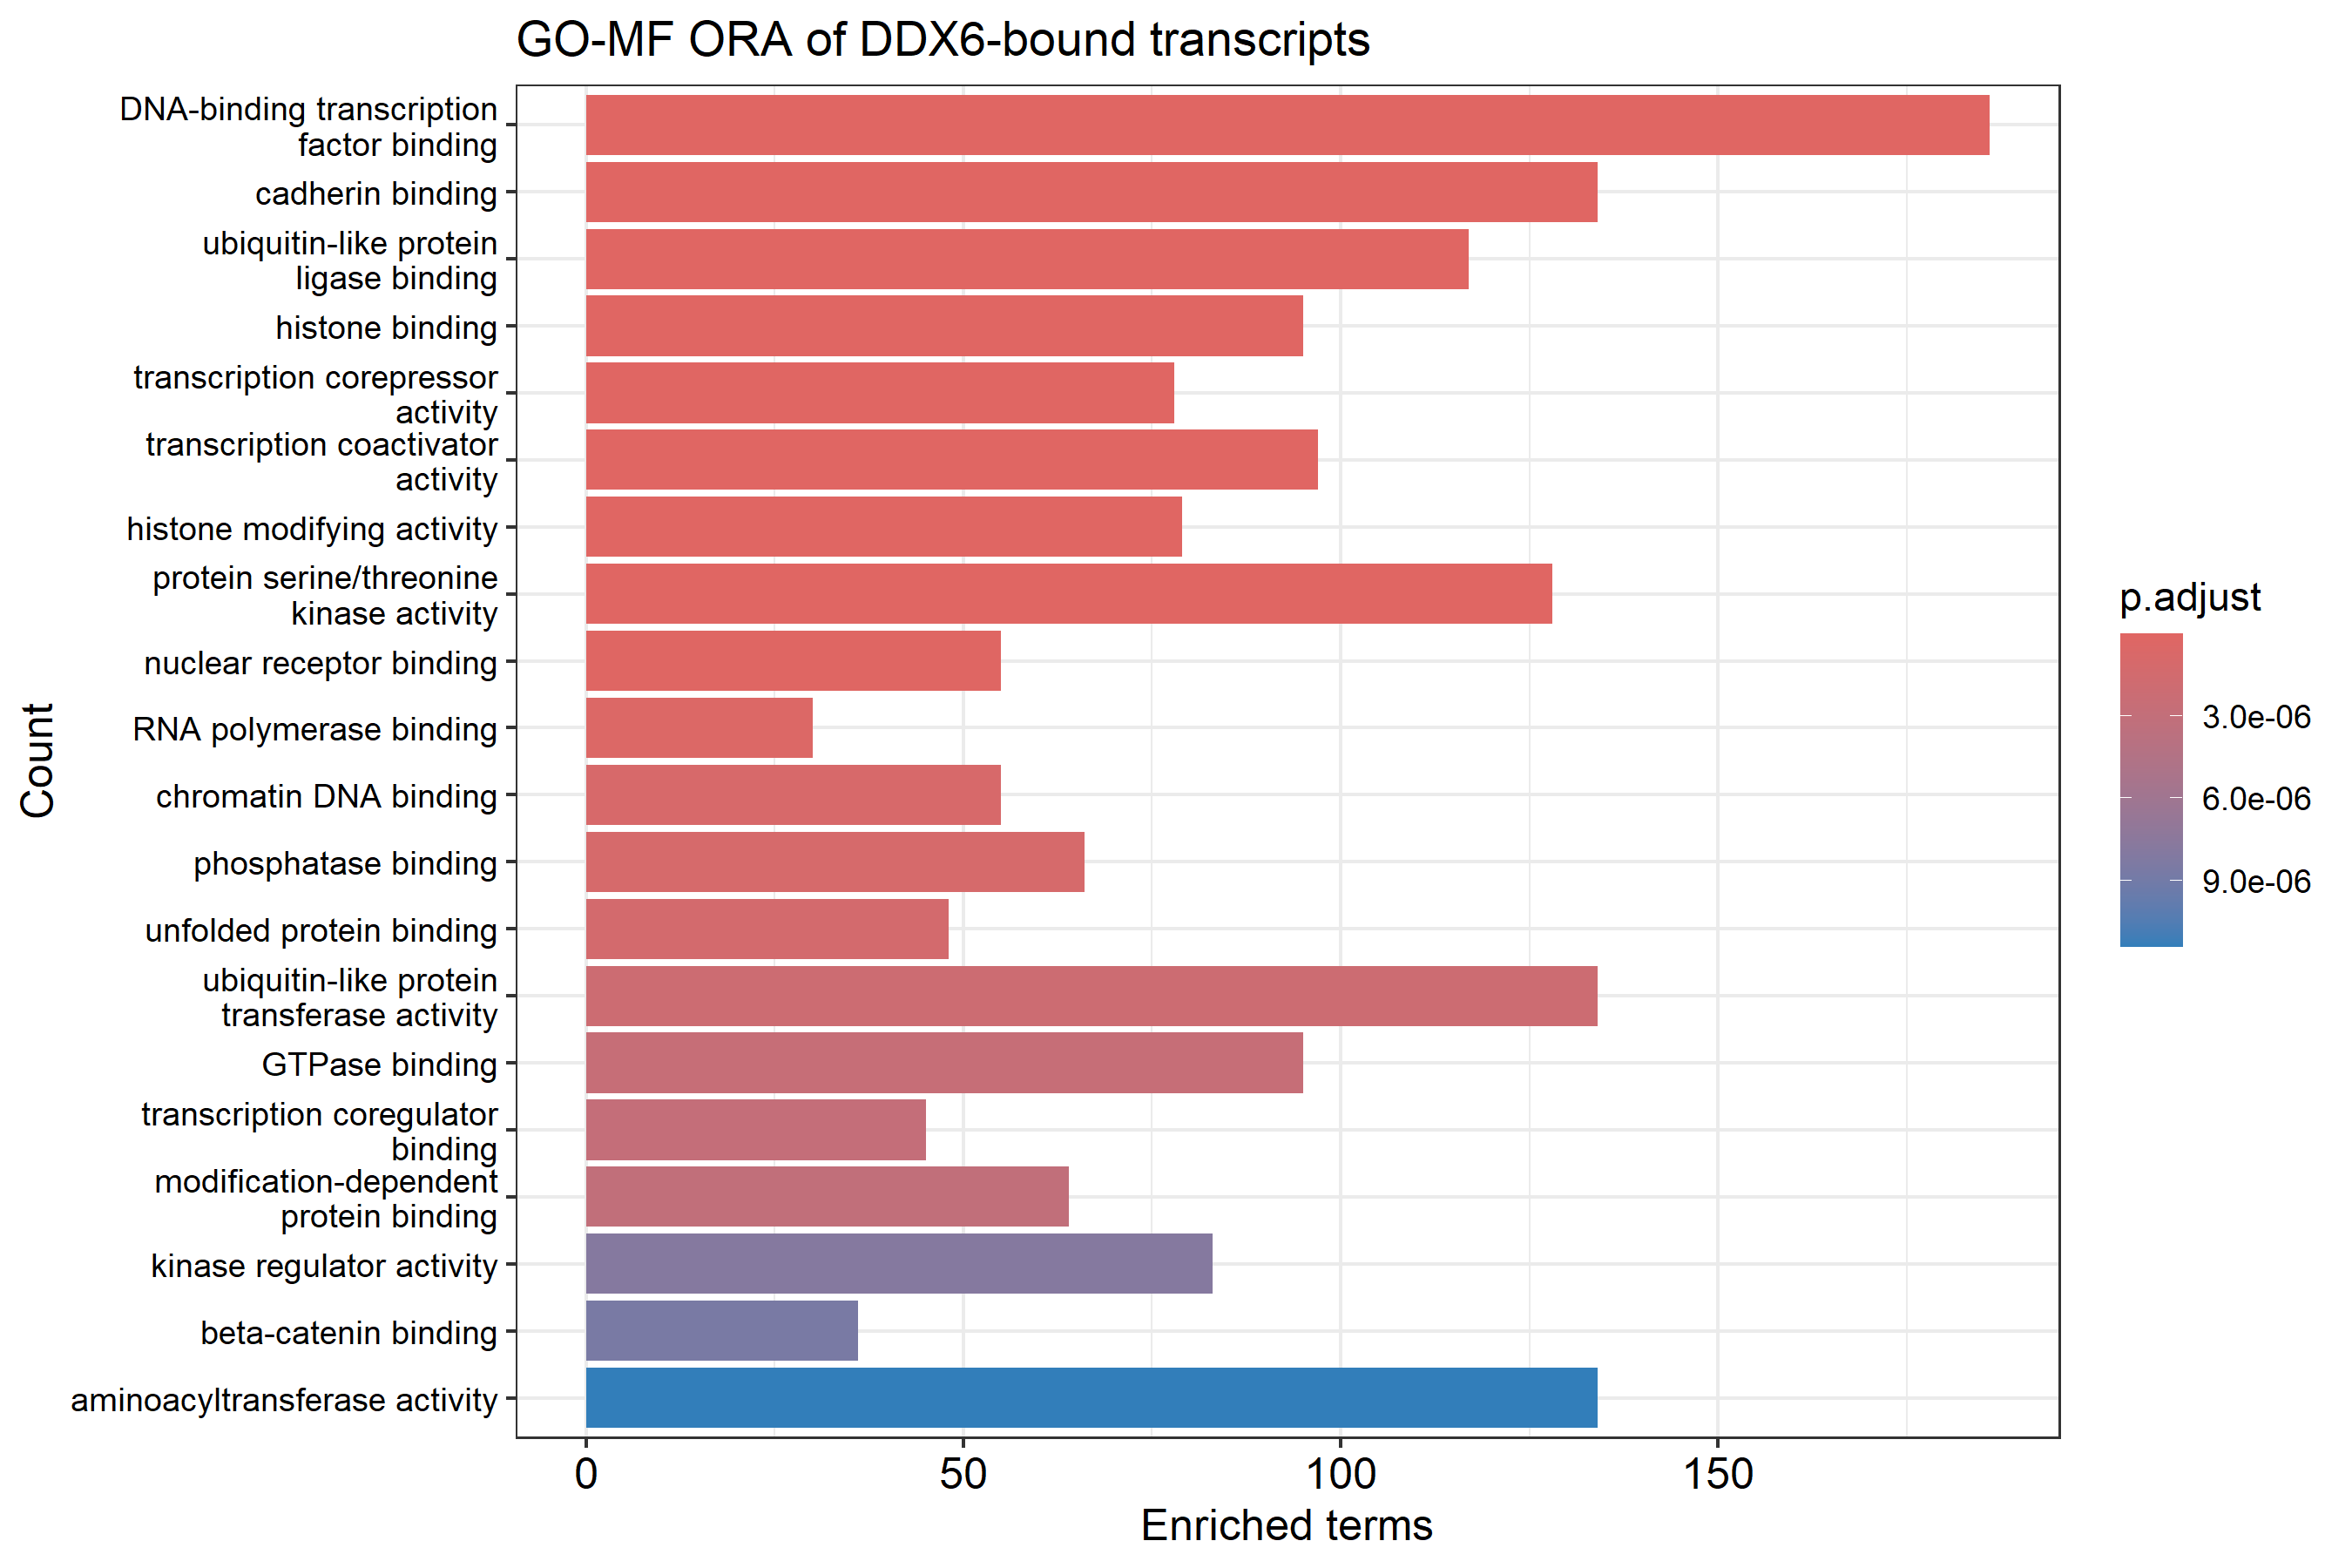 GO-MF ORA of DDX6-bound transcripts
DNA-binding transcription
factor binding
cadherin binding
ubiquitin-like protein
ligase binding
histone binding
transcription corepressor
activity
transcription coactivator
activity
histone modifying activity
protein serine/threonine
kinase activity
nuclear receptor binding
RNA polymerase binding
chromatin DNA binding
phosphatase binding
unfolded protein binding
ubiquitin-like protein
transferase activity
GTPase binding
transcription coregulator
binding
modification-dependent
protein binding
kinase regulator activity
beta-catenin binding
aminoacyltransferase activity
Count
0 50 100 150
Enriched terms
p.adjust
3.0e-06
6.0e-06
9.0e-06